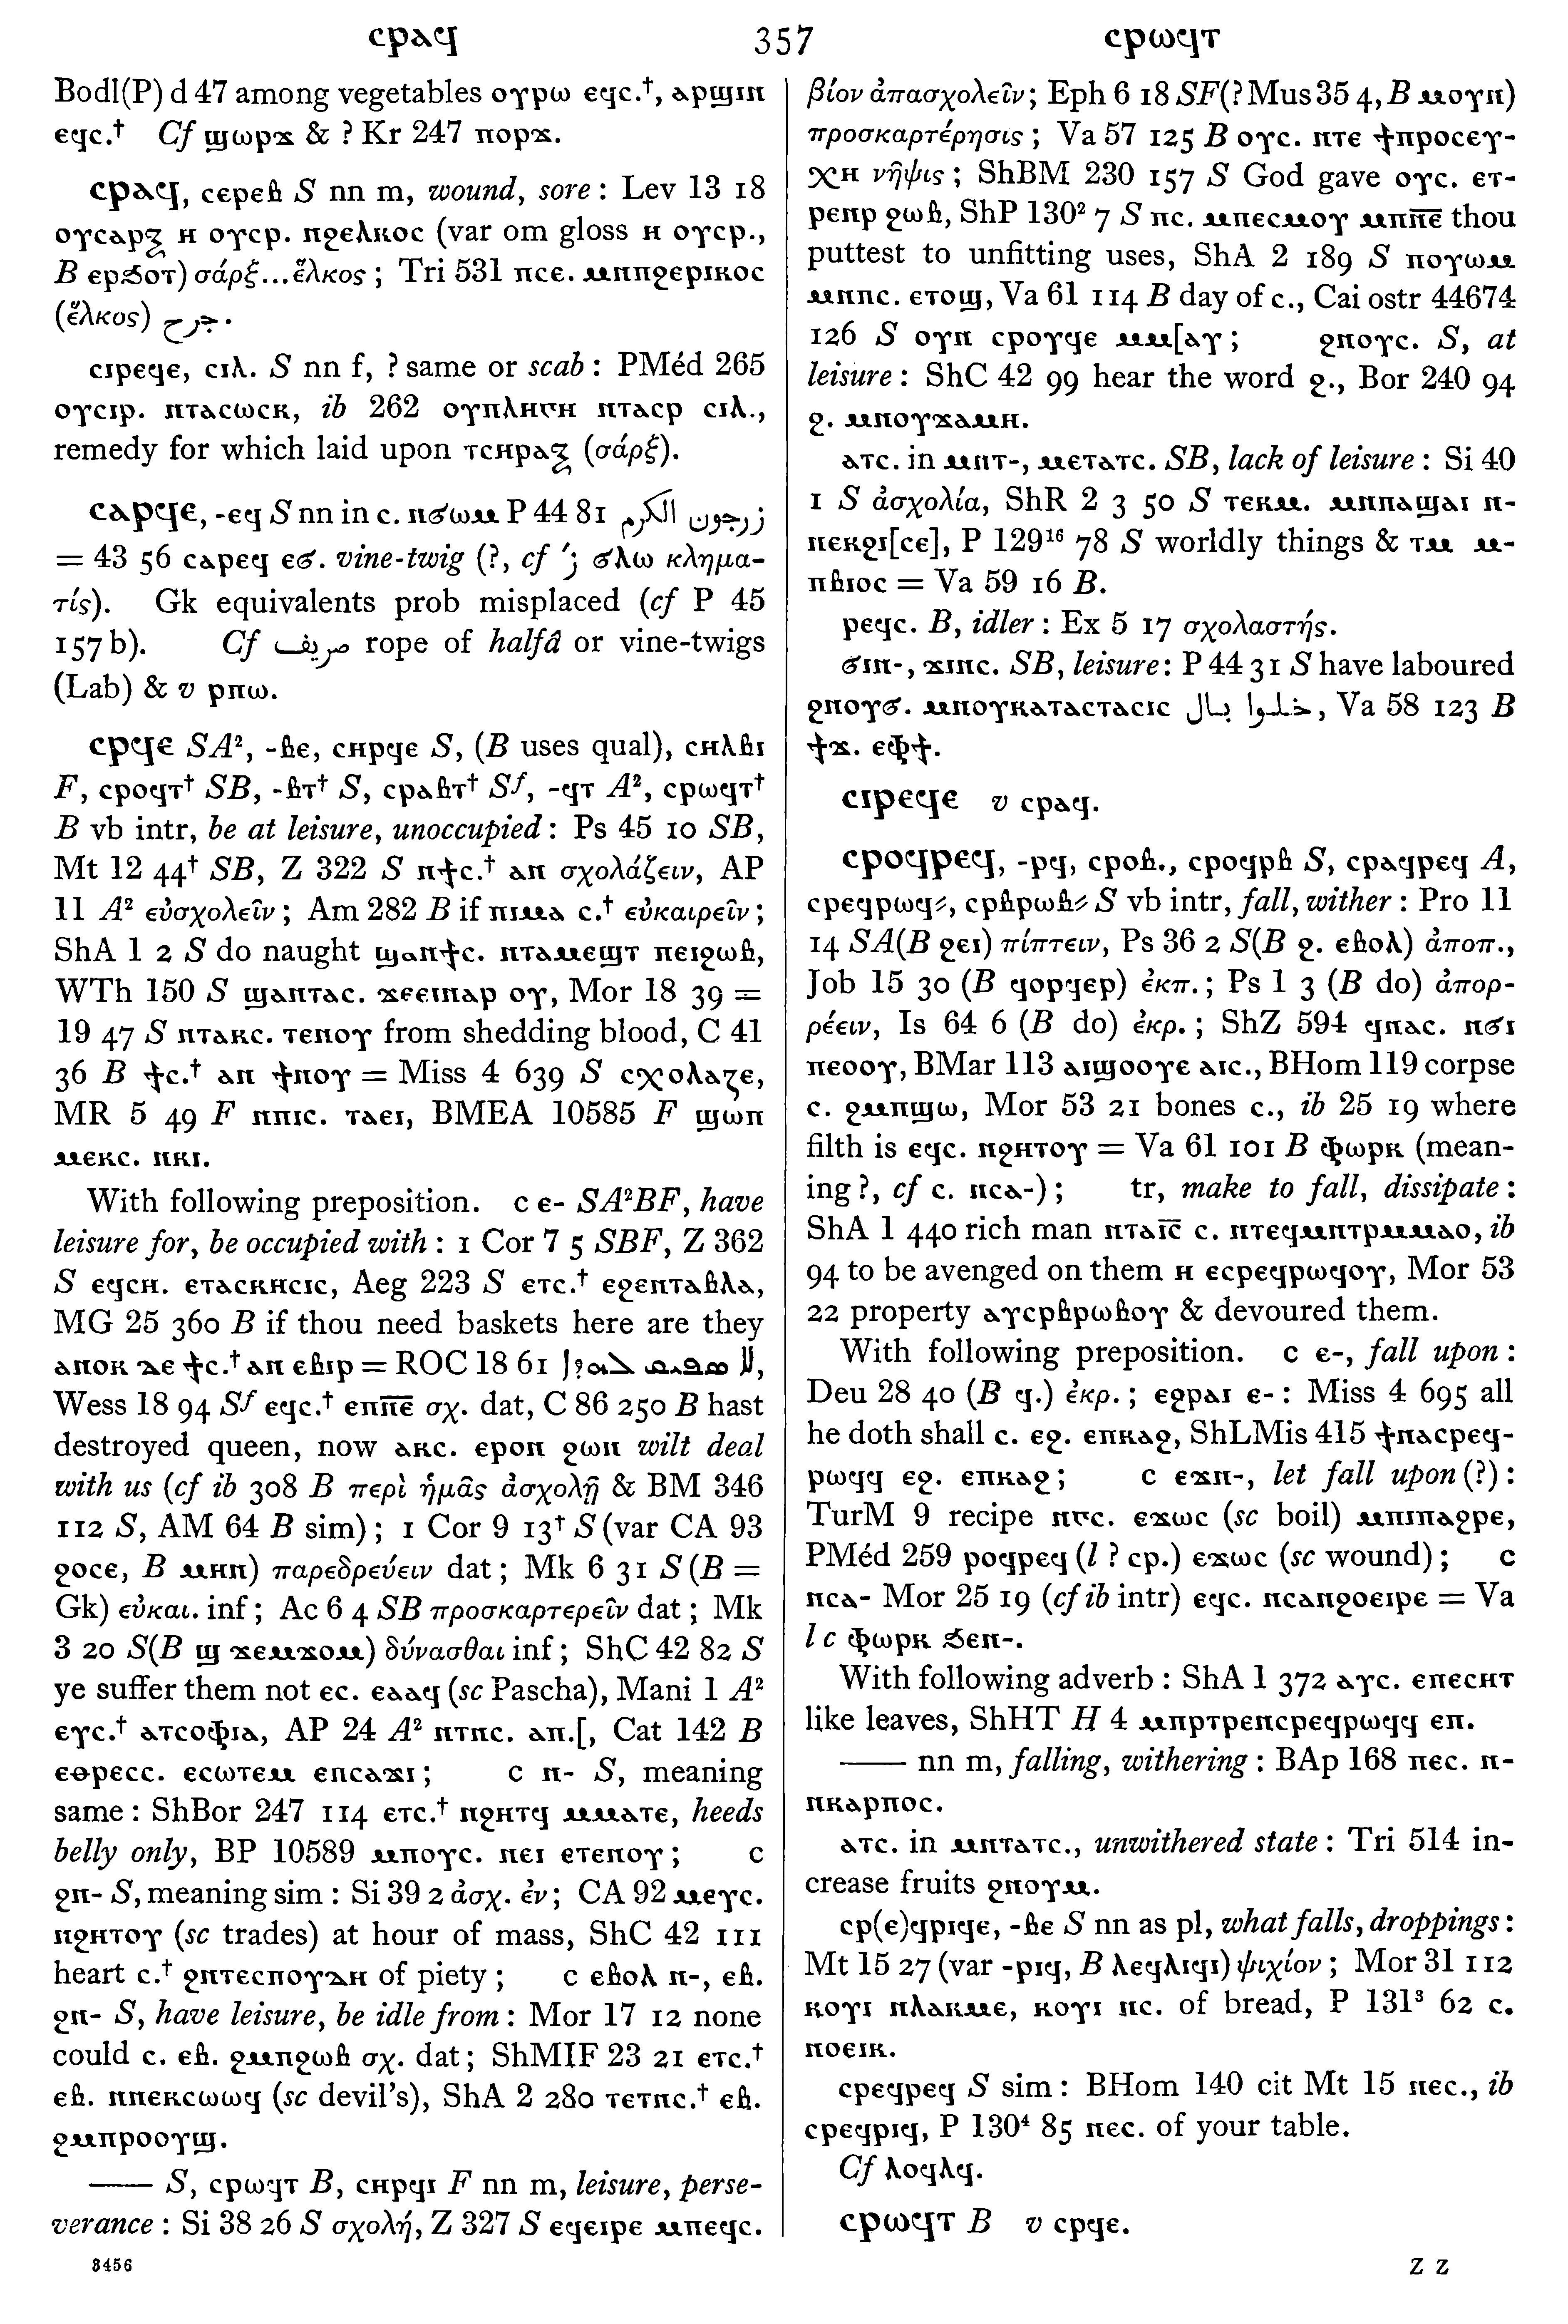 ⲥⲣⲁϥ 357 ⲥⲣⲱϥⲧ
Bodl(P) d 47 among vegetables ⲟⲩⲣⲱ ⲉϥⲥ.†, ⲁⲣϣⲓⲛ
ⲉϥⲥ.† Cf ϣⲱⲣϫ & ? Kr 247 ⲡⲟⲣϫ.
ⲥⲣⲁϥ, ⲥⲉⲣⲉⲃ S nn m, wound, sore : Lev 13 18
ⲟⲩⲥⲁⲣⲝ ⲏ ⲟⲩⲥⲣ. ⲛϩⲉⲗⲕⲟⲥ (var om gloss ⲏ ⲟⲩⲥⲣ.,
B ⲉⲣϧⲟⲧ) σάρξ...ἕλκος ; Tri 531 ⲡⲥⲉ. ⲙⲛⲡϩⲉⲣⲓⲕⲟⲥ
(ἕλκος) جرح.
ⲥⲓⲣⲉϥⲉ, ⲥⲓⲗ. S nn f, ? same or scab : PMéd 265
ⲟⲩⲥⲓⲣ. ⲛⲧⲁⲥⲱⲥⲕ, ib 262 ⲟⲩⲡⲗⲏⲅⲏ ⲛⲧⲁⲥⲣ ⲥⲓⲗ.,
remedy for which laid upon ⲧⲥⲏⲣⲁⲝ (σάρξ).
ⲥⲁⲣϥⲉ, -ⲉϥ S nn in c. ⲛϭⲱⲙ P 44 81 زرجون الكرم
= 43 56 ⲥⲁⲣⲉϥ ⲉϭ. vine-twig (?, cf ز' ϭⲗⲱ κλημα-
τίς). Gk equivalents prob misplaced (cf P 45
157 b). Cf صريف rope of halfâ or vine-twigs
(Lab) & v ⲣⲡⲱ.
ⲥⲣϥⲉ SA², -ⲃⲉ, ⲥⲏⲣϥⲉ S, (B uses qual), ⲥⲏⲗⲃⲓ
F, ⲥⲣⲟϥⲧ† SB, -ⲃⲧ† S, ⲥⲣⲁⲃⲧ† Sf, -ϥⲧ A², ⲥⲣⲱϥⲧ†
B vb intr, be at leisure, unoccupied : Ps 45 10 SB,
Mt 12 44† SB, Z 322 S ⲛϯⲥ.† ⲁⲛ σχολάζειν, AP
11 A² εὐσχολεῖν ; Am 282 B if ⲡⲓⲙⲁ ⲥ.† εὐκαιρεῖν ;
ShA 1 2 S do naught ϣⲁⲛϯⲥ. ⲛⲧⲁⲙⲉϣⲧ ⲡⲉⲓϩⲱⲃ,
WTh 150 S ϣⲁⲛⲧⲁⲥ. ϫⲉⲉⲓⲛⲁⲣ ⲟⲩ, Mor 18 39 =
19 47 S ⲛⲧⲁⲕⲥ. ⲧⲉⲛⲟⲩ from shedding blood, C 41
36 B ϯⲥ.† ⲁⲛ ϯⲛⲟⲩ = Miss 4 639 S ⲥⲭⲟⲗⲁⲍⲉ,
MR 5 49 F ⲛⲛⲓⲥ. ⲧⲁⲉⲓ, BMEA 10585 F ϣⲱⲡ
ⲙⲉⲕⲥ. ⲛⲕⲓ.
With following preposition. c ⲉ- SA²BF, have
leisure for, be occupied with : 1 Cor 7 5 SBF, Z 362
S ⲉϥⲥⲏ. ⲉⲧⲁⲥⲕⲏⲥⲓⲥ, Aeg 223 S ⲉⲧⲥ.† ⲉϩⲉⲛⲧⲁⲃⲗⲁ,
MG 25 360 B if thou need baskets here are they
ⲁⲛⲟⲕ ⲇⲉ ϯⲥ.† ⲁⲛ ⲉⲃⲓⲣ = ROC 18 61
Wess 18 94 Sf ⲉϥⲥ.† ⲉⲡⲛ̅ⲉ̅ σχ. dat, C 86 250 B hast
destroyed queen, now ⲁⲕⲥ. ⲉⲣⲟⲛ ϩⲱⲛ wilt deal
with us (cf ib 308 B περὶ ἡμᾶς ἀσχολῇ & BM 346
112 S, AM 64 B sim) ; 1 Cor 9 13† S (var CA 93
ϩⲟⲥⲉ, B ⲙⲏⲛ) παρεδρεύειν dat ; Mk 6 31 S (B =
Gk) εὐκαι. inf ; Ac 6 4 SB προσκαρτερεῖν dat ; Mk
3 20 S(B ϣ ϫⲉⲙϫⲟⲙ) δύνασθαι inf ; ShC 42 82 S
ye suffer them not ⲉⲥ. ⲉⲁⲁϥ (sc Pascha), Mani 1 A²
ⲉⲩⲥ.† ⲁⲧⲥⲟⲫⲓⲁ, AP 24 A² ⲛⲧⲛⲥ. ⲁⲛ.[, Cat 142 B
ⲉⲑⲣⲉⲥⲥ. ⲉⲥⲱⲧⲉⲙ ⲉⲡⲥⲁϫⲓ ; c ⲛ- S, meaning
same : ShBor 247 114 ⲉⲧⲥ.† ⲛϩⲏⲧϥ ⲙⲙⲁⲧⲉ, heeds
belly only, BP 10589 ⲙⲡⲟⲩⲥ. ⲛⲉⲓ ⲉⲧⲉⲛⲟⲩ ; c
ϩⲛ- S, meaning sim : Si 39 2 ἀσχ. ἐν ; CA 92 ⲙⲉⲩⲥ.
ⲛϩⲏⲧⲟⲩ (sc trades) at hour of mass, ShC 42 111
heart c.† ϩⲛⲧⲉⲥⲡⲟⲩⲇⲏ of piety ; c ⲉⲃⲟⲗ ⲛ-, ⲉⲃ.
ϩⲛ- S, have leisure, be idle from : Mor 17 12 none
could c. ⲉⲃ. ϩⲙⲡϩⲱⲃ σχ. dat ; ShMIF 23 21 ⲉⲧⲥ.†
ⲉⲃ. ⲛⲛⲉⲕⲥⲱⲱϥ (sc devil's), ShA 2 280 ⲧⲉⲧⲛⲥ.† ⲉⲃ.
ϩⲙⲡⲣⲟⲟⲩϣ.
—— S, ⲥⲣⲱϥⲧ B, ⲥⲏⲣϥⲓ F nn m, leisure, perse-
verance : Si 38 26 S σχολή, Z 327 S ⲉϥⲉⲓⲣⲉ ⲙⲡⲉϥⲥ.
3456
βίον ἀπασχολεῖν ; Eph 6 18 SF(? Mus 35 4, B ⲙⲟⲩⲛ)
προσκαρτέρησις ; Va 57 125 B ⲟⲩⲥ. ⲛⲧⲉ ϯⲡⲣⲟⲥⲉⲩ-
ⲭⲏ νῆψις ; ShBM 230 157 S God gave ⲟⲩⲥ. ⲉⲧ-
ⲣⲉⲛⲣ ϩⲱⲃ, ShP 130² 7 S ⲡⲥ. ⲙⲡⲉⲥⲙⲟⲩ ⲙⲡⲛ̅ⲉ̅ thou
puttest to unfitting uses, ShA 2 189 S ⲡⲟⲩⲱⲙ
ⲙⲛⲡⲥ. ⲉⲧⲟϣ, Va 61 114 B day of c., Cai ostr 44674
126 S ⲟⲩⲛ ⲥⲣⲟⲩϥⲉ ⲙⲙ[ⲁⲩ ; ϩⲛⲟⲩⲥ. S, at
leisure : ShC 42 99 hear the word ϩ., Bor 240 94
ϩ. ⲙⲛⲟⲩϫⲁⲙⲏ.
ⲁⲧⲥ. in ⲙⲛⲧ-, ⲙⲉⲧⲁⲧⲥ. SB, lack of leisure : Si 40
1 S ἀσχολία, ShR 2 3 50 S ⲧⲉⲕⲙ. ⲙⲛⲡⲁϣⲁⲓ ⲛ-
ⲛⲉⲕϩⲓ[ⲥⲉ], P 129¹⁶ 78 S worldly things & ⲧⲙ ⲙ-
ⲡⲃⲓⲟⲥ = Va 59 16 B.
ⲣⲉϥⲥ. B, idler : Ex 5 17 σχολαστής.
ϭⲓⲛ-, ϫⲓⲛⲥ. SB, leisure : P 44 31 S have laboured
ϩⲛⲟⲩϭ. ⲙⲛⲟⲩⲕⲁⲧⲁⲥⲧⲁⲥⲓⲥ خلوا بال, Va 58 123 B
ϯϫ. ⲉⲫϯ.
ⲥⲓⲣⲉϥⲉ v ⲥⲣⲁϥ.
ⲥⲣⲟϥⲣⲉϥ, -ⲣϥ, ⲥⲣⲟⲃ., ⲥⲣⲟϥⲣⲃ S, ⲥⲣⲁϥⲣⲉϥ A,
ⲥⲣⲉϥⲣⲱϥ⸗, ⲥⲣⲃⲣⲱⲃ⸗ S vb intr, fall, wither : Pro 11
14 SA(B ϩⲉⲓ) πίπτειν, Ps 36 2 S(B ϩ. ⲉⲃⲟⲗ) ἀποπ.,
Job 15 30 (B ϥⲟⲣϥⲉⲣ) ἐκπ. ; Ps 1 3 (B do) ἀπορ-
ρέειν, Is 64 6 (B do) ἐκρ. ; ShZ 594 ϥⲛⲁⲥ. ⲛϭⲓ
ⲡⲉⲟⲟⲩ, BMar 113 ⲁⲓϣⲟⲟⲩⲉ ⲁⲓⲥ., BHom 119 corpse
c. ϩⲙⲡϣⲱ, Mor 53 21 bones c., ib 25 19 where
filth is ⲉϥⲥ. ⲛϩⲏⲧⲟⲩ = Va 61 101 B ⲫⲱⲣⲕ (mean-
ing ?, cf c. ⲛⲥⲁ-) ; tr, make to fall, dissipate :
ShA 1 440 rich man ⲛⲧⲁⲓ̅ⲥ̅ c. ⲛⲧⲉϥⲙⲛⲧⲣⲙⲙⲁⲟ, ib
94 to be avenged on them ⲏ ⲉⲥⲣⲉϥⲣⲱϥⲟⲩ, Mor 53
22 property ⲁⲩⲥⲣⲃⲣⲱⲃⲟⲩ & devoured them.
With following preposition. c ⲉ-, fall upon :
Deu 28 40 (B ϥ.) ἐκρ. ; ⲉϩⲣⲁⲓ ⲉ- : Miss 4 695 all
he doth shall c. ⲉϩ. ⲉⲡⲕⲁϩ, ShLMis 415 ϯⲛⲁⲥⲣⲉϥ-
ⲣⲱϥϥ ⲉϩ. ⲉⲡⲕⲁϩ ; c ⲉϫⲛ-, let fall upon (?) :
TurM 9 recipe ⲛⲅⲥ. ⲉϫⲱⲥ (sc boil) ⲙⲡⲓⲡⲁϩⲣⲉ,
PMéd 259 ⲣⲟϥⲣⲉϥ (l ? ⲥⲣ.) ⲉϫⲱⲥ (sc wound) ; c
ⲛⲥⲁ- Mor 25 19 (cf ib intr) ⲉϥⲥ. ⲛⲥⲁⲛϩⲟⲉⲓⲣⲉ = Va
l c ⲫⲱⲣⲕ ϧⲉⲛ-.
With following adverb : ShA 1 372 ⲁⲩⲥ. ⲉⲡⲉⲥⲏⲧ
like leaves, ShHT H 4 ⲙⲡⲣⲧⲣⲉⲛⲥⲣⲉϥⲣⲱϥϥ ⲉⲡ.
—— nn m, falling, withering : BAp 168 ⲡⲉⲥ. ⲛ-
ⲛⲕⲁⲣⲡⲟⲥ.
ⲁⲧⲥ. in ⲙⲛⲧⲁⲧⲥ., unwithered state : Tri 514 in-
crease fruits ϩⲛⲟⲩⲙ.
ⲥⲣ(ⲉ)ϥⲣⲓϥⲉ, -ⲃⲉ S nn as pl, what falls, droppings :
Mt 15 27 (var -ⲣⲓϥ, B ⲗⲉϥⲗⲓϥⲓ) ψιχίον ; Mor 31 112
ⲕⲟⲩⲓ ⲛⲗⲁⲕⲙⲉ, ⲕⲟⲩⲓ ⲛⲥ. of bread, P 131³ 62 c.
ⲛⲟⲉⲓⲕ.
ⲥⲣⲉϥⲣⲉϥ S sim : BHom 140 cit Mt 15 ⲛⲉⲥ., ib
ⲥⲣⲉϥⲣⲓϥ, P 130⁴ 85 ⲛⲉⲥ. of your table.
Cf ⲗⲟϥⲗϥ.
ⲥⲣⲱϥⲧ B v ⲥⲣϥⲉ.
Z Z